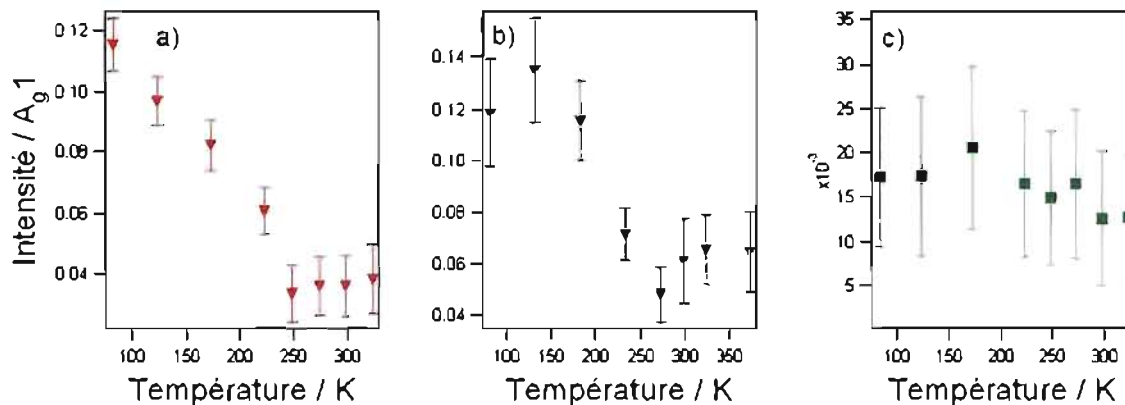 Intensité / Ag1
a)
0.12
0.10
0.08
0.06
0.04
100 150 200 250 300
Température / K
b)
0.14
0.12
0.10
0.08
0.06
0.04
100 150 200 250 300 350
Température / K
c)
x10⁻³
35
30
25
20
15
10
5
0
100 150 200 250 300
Température / K